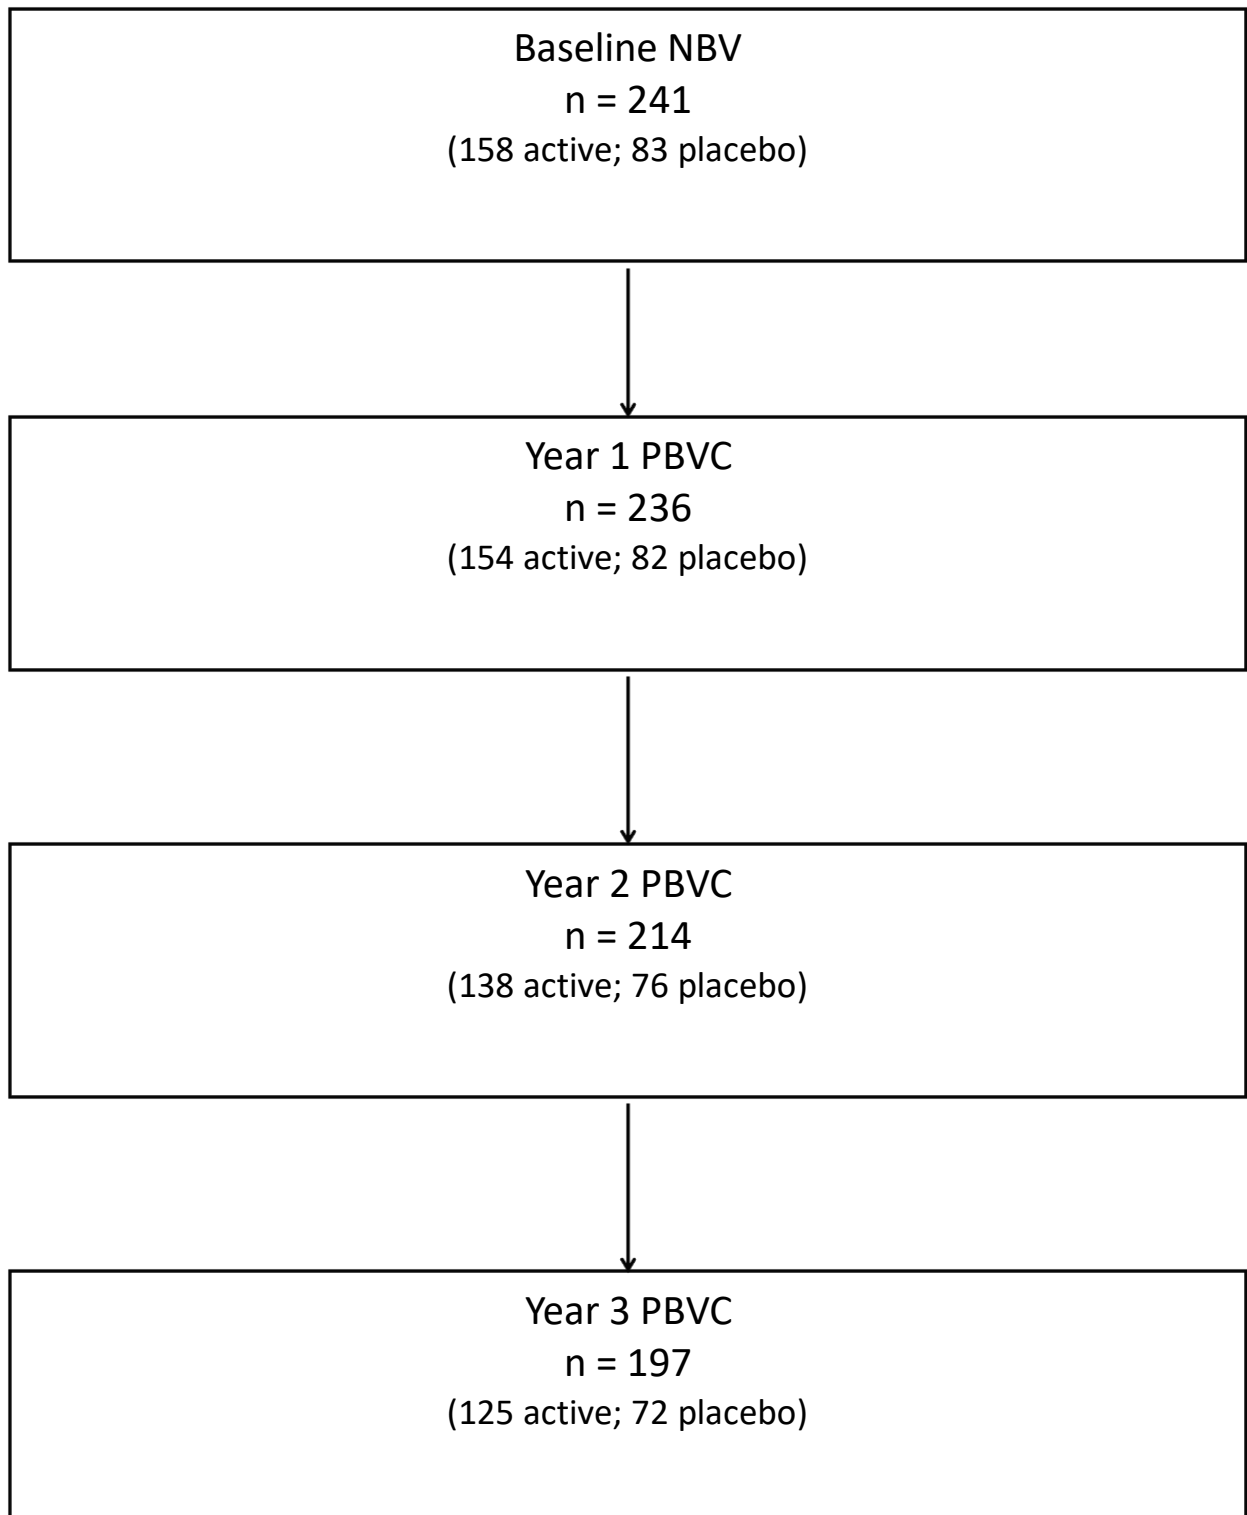 Baseline NBV
n = 241
(158 active; 83 placebo)
Year 1 PBVC
n = 236
(154 active; 82 placebo)
Year 2 PBVC
n = 214
(138 active; 76 placebo)
Year 3 PBVC
n = 197
(125 active; 72 placebo)